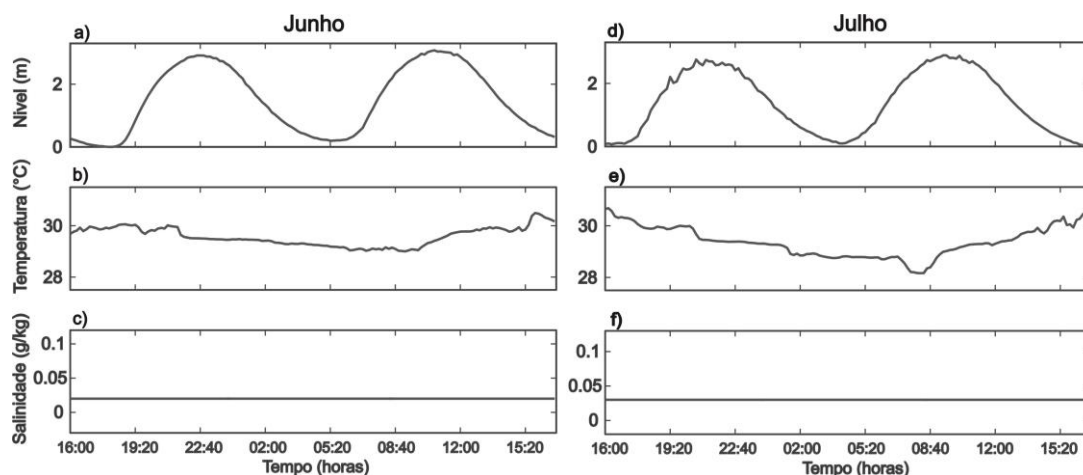 Junho
Julho
a)
Nível (m)
2
0
d)
2
0
b)
Temperatura (°C)
30
28
e)
30
28
c)
Salinidade (g/kg)
0.1
0.05
0
f)
0.1
0.05
0
16:00 19:20 22:40 02:00 05:20 08:40 12:00 15:20
Tempo (horas)
16:00 19:20 22:40 02:00 05:20 08:40 12:00 15:20
Tempo (horas)